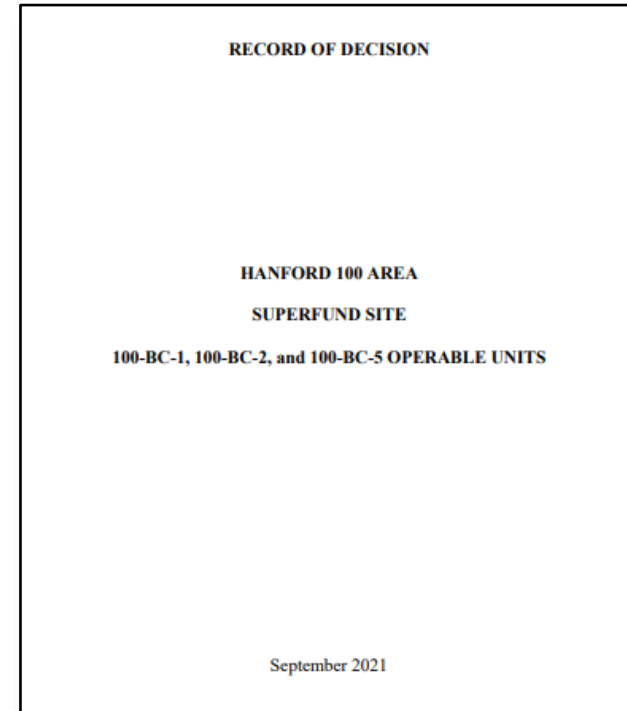 RECORD OF DECISION
HANFORD 100 AREA
SUPERFUND SITE
100-BC-1, 100-BC-2, and 100-BC-5 OPERABLE UNITS
September 2021